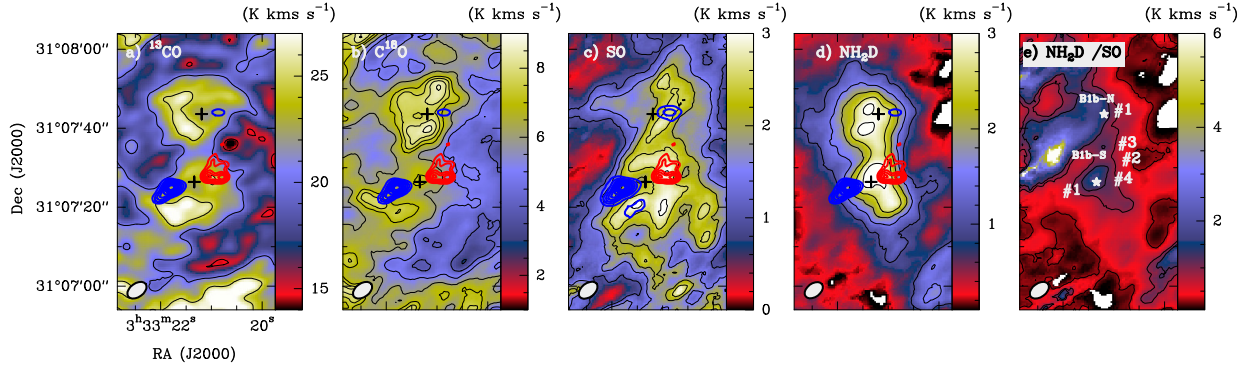 (K kms s⁻¹) (K kms s⁻¹) (K kms s⁻¹) (K kms s⁻¹) (K kms s⁻¹)
a) ¹³CO
b) C¹⁸O
c) SO
d) NH₂D
e) NH₂D /SO
31°08′00″
31°07′40″
31°07′20″
31°07′00″
Dec (J2000)
25
20
15
8
6
4
2
3
2
1
0
3
2
1
6
4
2
B1b-N
#1
#3
#2
B1b-S
#4
#1
3ʰ33ᵐ22ˢ 20ˢ
RA (J2000)